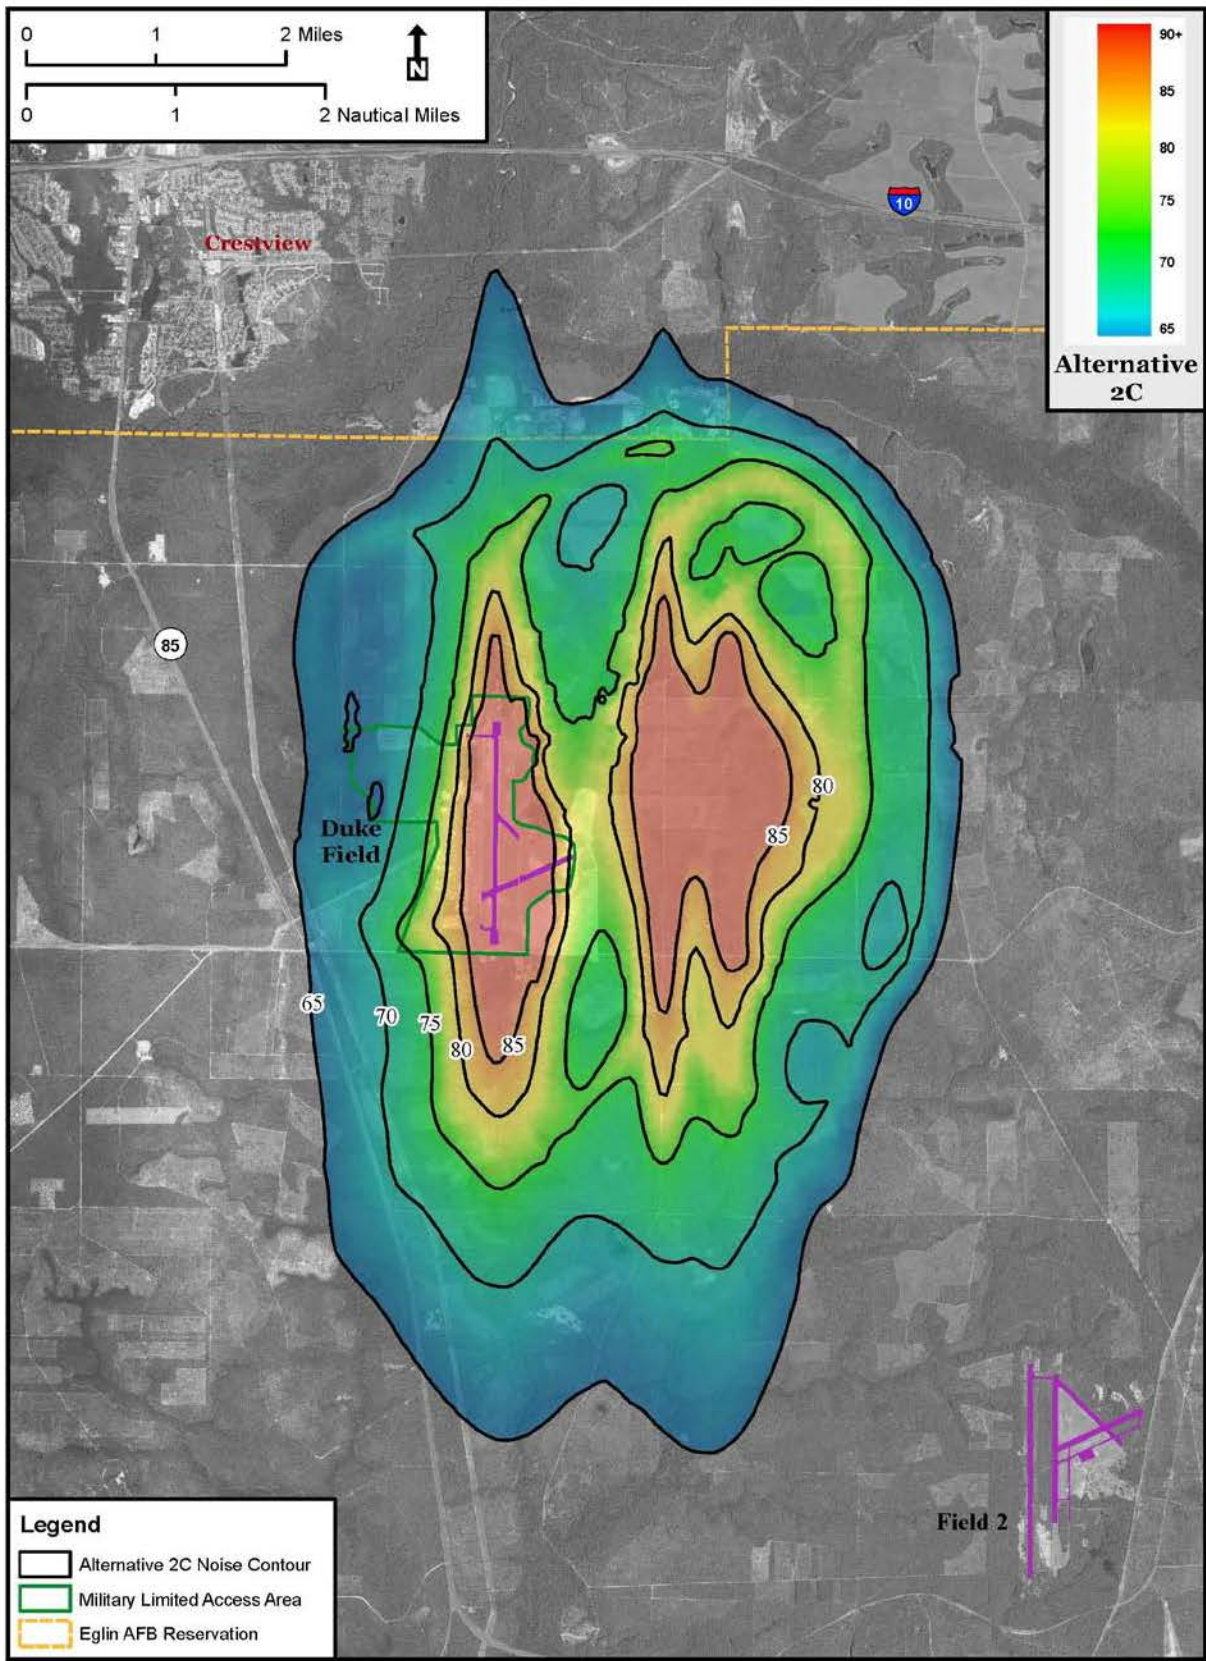 0 1 2 Miles
N
0 1 2 Nautical Miles
90+
85
80
75
70
65
Alternative
2C
10
Crestview
85
80
85
Duke
Field
65
70
75
80
85
Field 2
Legend
Alternative 2C Noise Contour
Military Limited Access Area
Eglin AFB Reservation